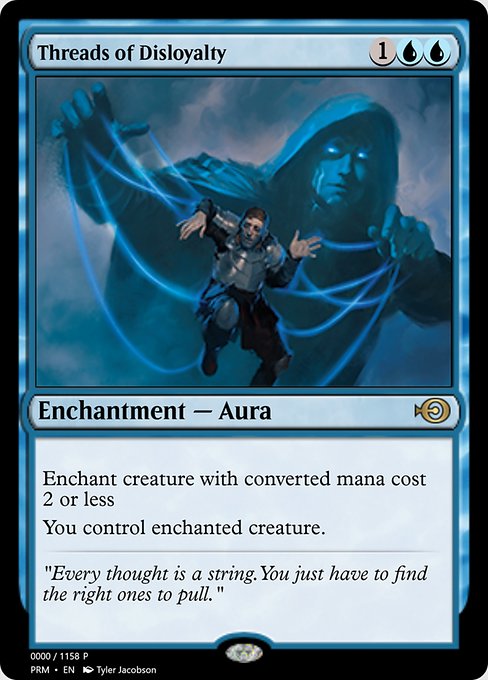 Threads of Disloyalty 1
Enchantment — Aura
Enchant creature with converted mana cost
2 or less
You control enchanted creature.
"Every thought is a string. You just have to find
the right ones to pull."
0000 / 1158 P
PRM • EN Tyler Jacobson